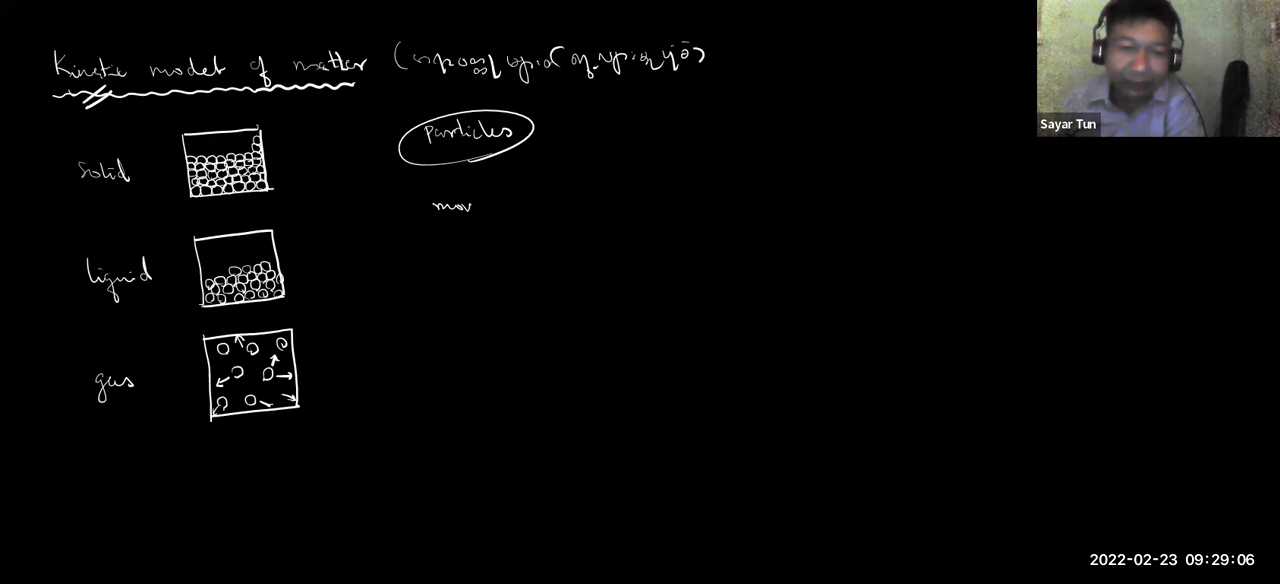 Kinetic model of matter
Particles
solid
mov
liquid
gas
Sayar Tun
2022-02-23 09:29:06